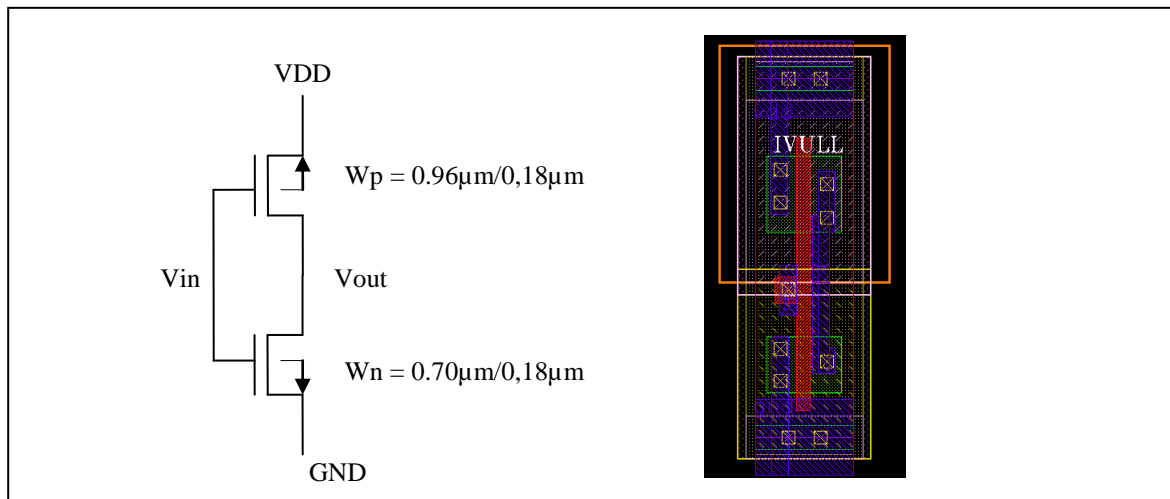 VDD
Wp = 0.96µm/0,18µm
Vin
Vout
Wn = 0.70µm/0,18µm
GND
IVULL